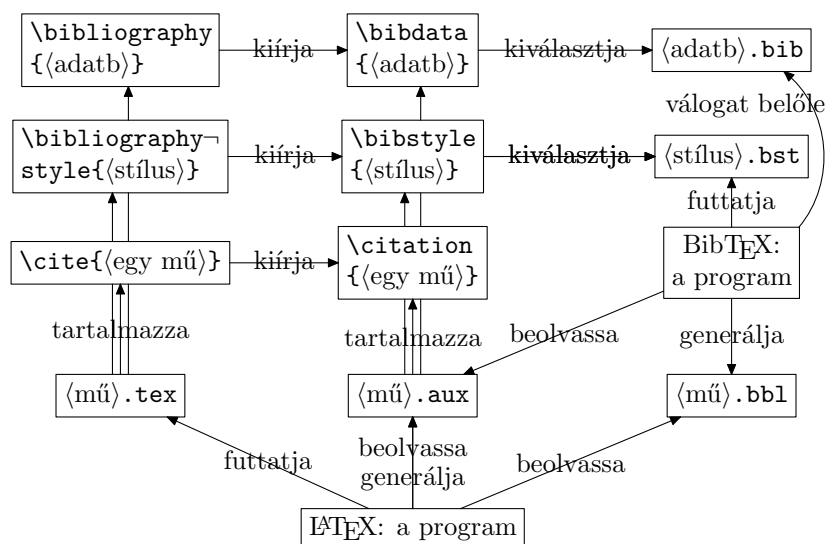 \bibliography
{⟨adatb⟩}
kiírja
\bibdata
{⟨adatb⟩}
kiválasztja
⟨adatb⟩.bib
válogat belőle
\bibliography¬
style{⟨stílus⟩}
kiírja
\bibstyle
{⟨stílus⟩}
kiválasztja
⟨stílus⟩.bst
futtatja
\cite{⟨egy mű⟩}
kiírja
\citation
{⟨egy mű⟩}
BibTEX:
a program
tartalmazza
tartalmazza
beolvassa
generálja
⟨mű⟩.tex
⟨mű⟩.aux
⟨mű⟩.bbl
futtatja
beolvassa
generálja
beolvassa
LATEX: a program